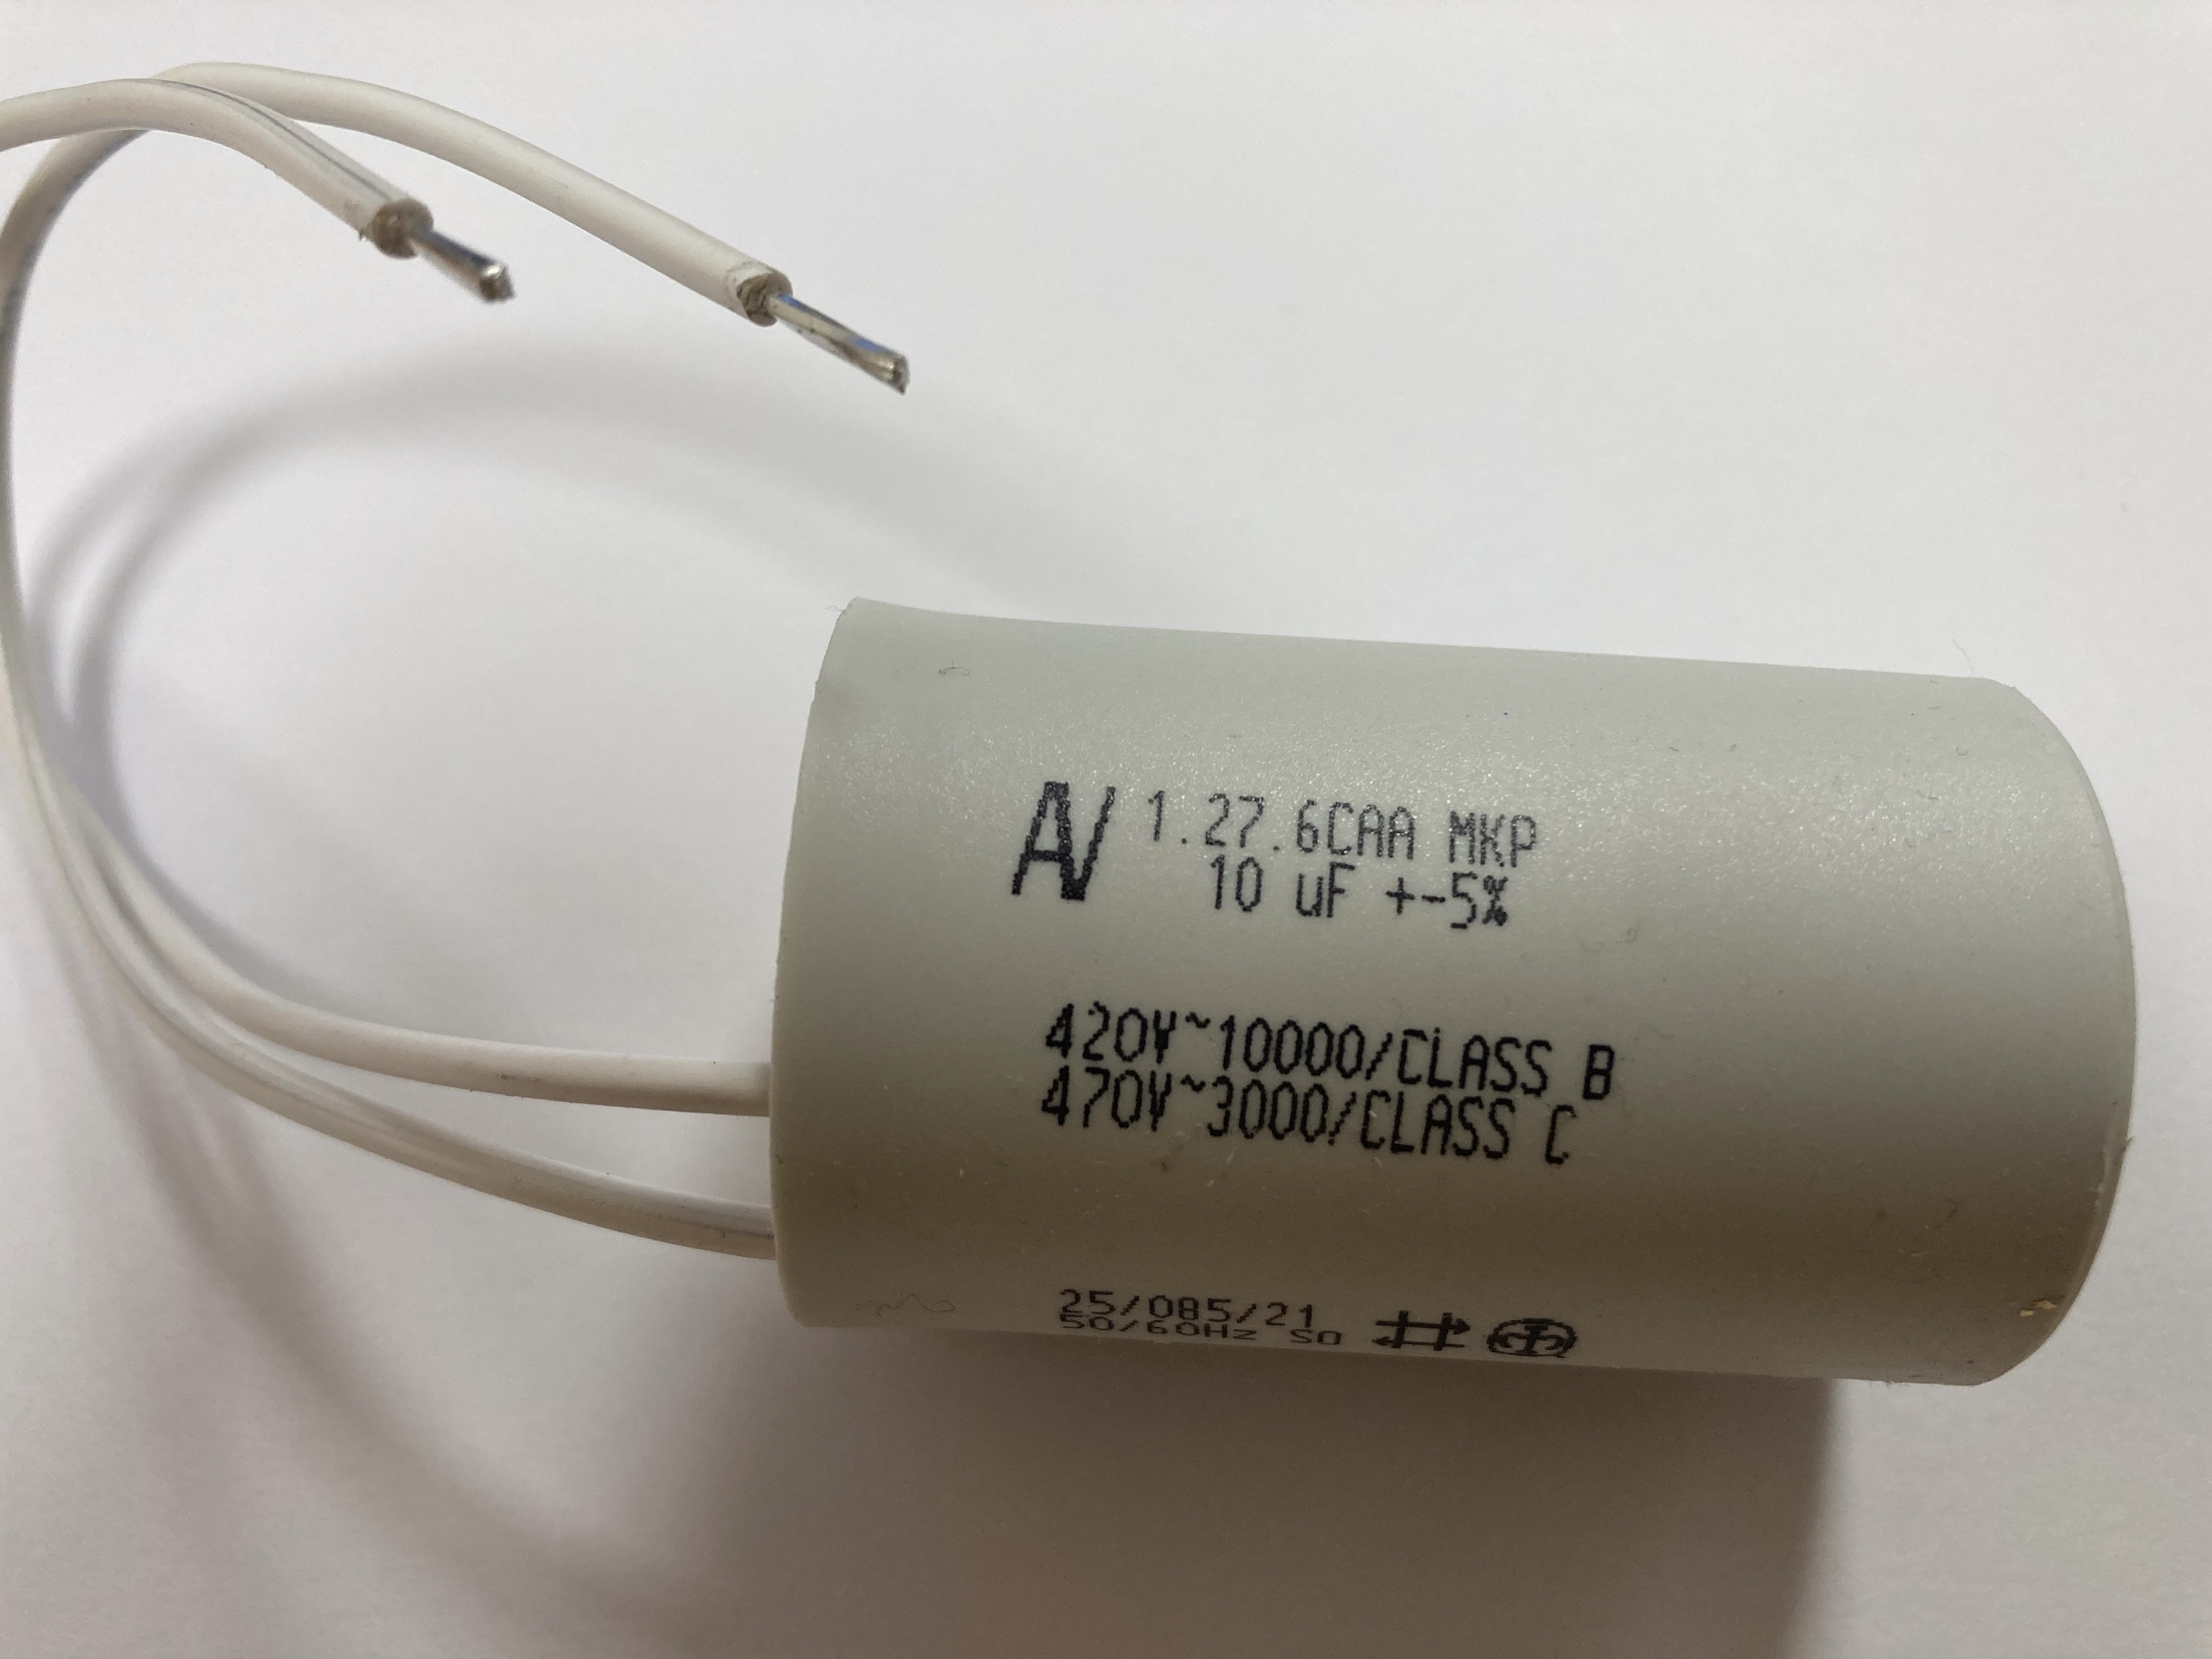 AV 1.27.6CAA MKP
10 uF +-5%
420V~10000/CLASS B
470V~3000/CLASS C
25/085/21
50/60Hz S0